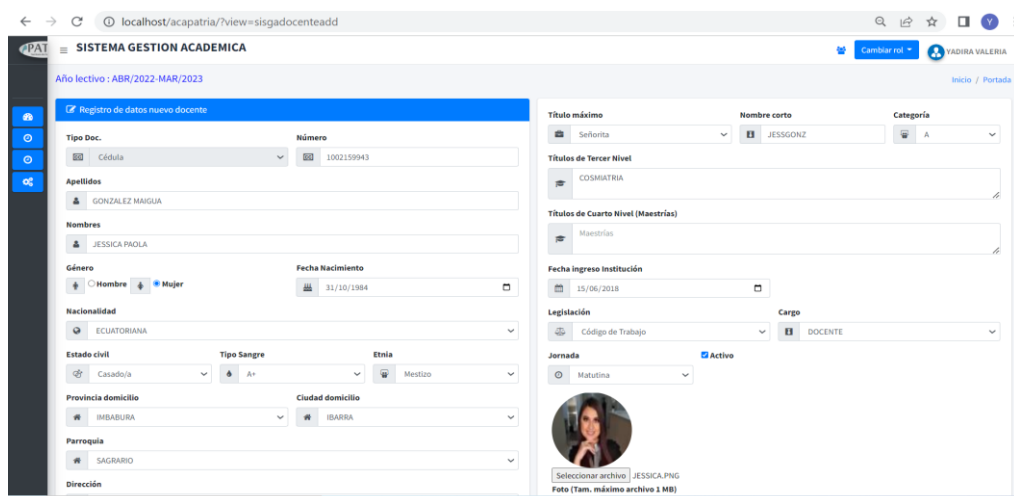 localhost/acapatria/?view=sisgadocenteadd
PAT
SISTEMA GESTION ACADEMICA
Cambiar rol
YADIRA VALERIA
Año lectivo : ABR/2022-MAR/2023
Inicio / Portada
Registro de datos nuevo docente
Tipo Doc.
Número
Cédula
1002159943
Apellidos
GONZALEZ MAIGUA
Nombres
JESSICA PAOLA
Género
Fecha Nacimiento
Hombre
Mujer
31/10/1984
Nacionalidad
ECUATORIANA
Estado civil
Tipo Sangre
Etnia
Casado/a
A+
Mestizo
Provincia domicilio
Ciudad domicilio
IMBABURA
IBARRA
Parroquia
SAGRARIO
Dirección
Título máximo
Nombre corto
Categoría
Señorita
JESSGONZ
A
Títulos de Tercer Nivel
COSMIATRIA
Títulos de Cuarto Nivel (Maestrías)
Maestrías
Fecha ingreso Institución
15/06/2018
Legislación
Cargo
Código de Trabajo
DOCENTE
Jornada
Activo
Matutina
Seleccionar archivo JESSICA.PNG
Foto (Tam. máximo archivo 1 MB)